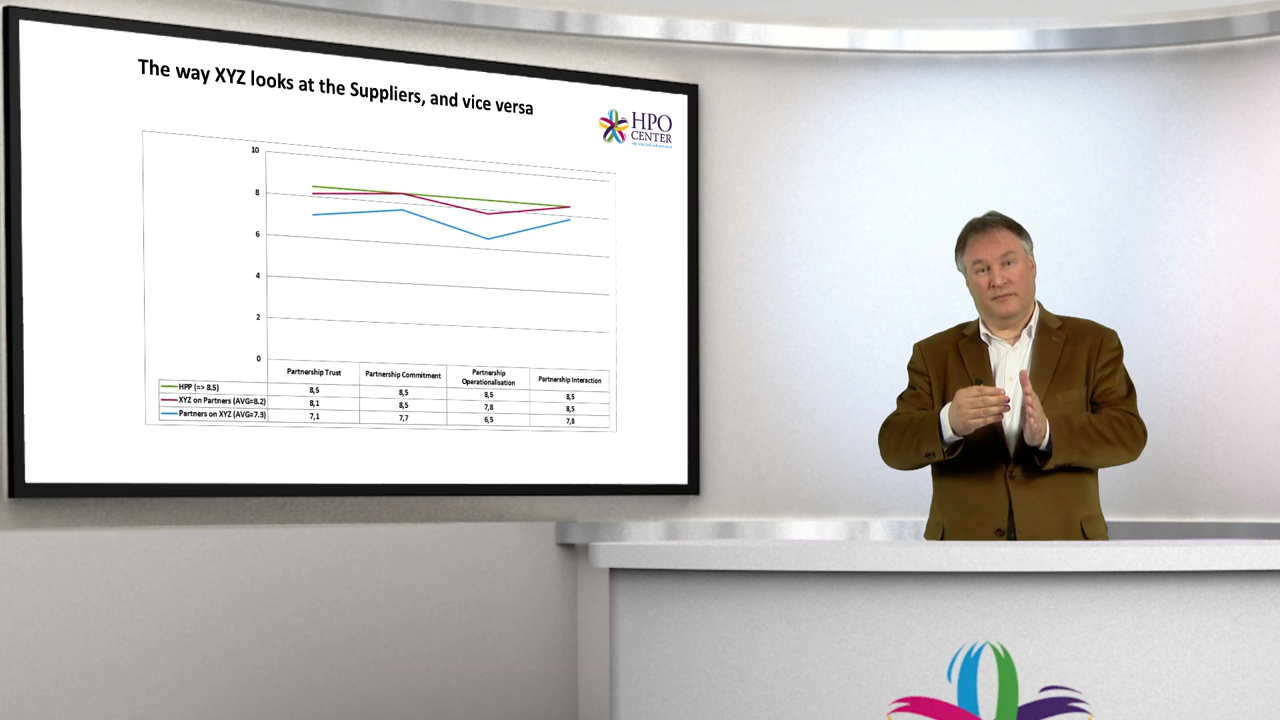 The way XYZ looks at the Suppliers, and vice versa
HPO
CENTER
10
8
6
4
2
0
Partnership Trust
Partnership Commitment
Partnership
Operationalisation
Partnership Interaction
HPP (=> 8.5)
8,5
8,5
8,5
8,5
XYZ on Partners (AVG=8.2)
8,1
8,5
7,8
8,5
Partners on XYZ (AVG=7.3)
7,1
7,7
6,5
7,8